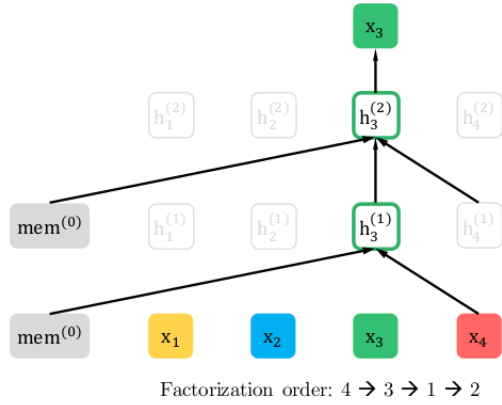 x₃
h₁⁽²⁾ h₂⁽²⁾ h₃⁽²⁾ h₄⁽²⁾
mem⁽⁰⁾ h₁⁽¹⁾ h₂⁽¹⁾ h₃⁽¹⁾ h₄⁽¹⁾
mem⁽⁰⁾ x₁ x₂ x₃ x₄
Factorization order: 4 → 3 → 1 → 2